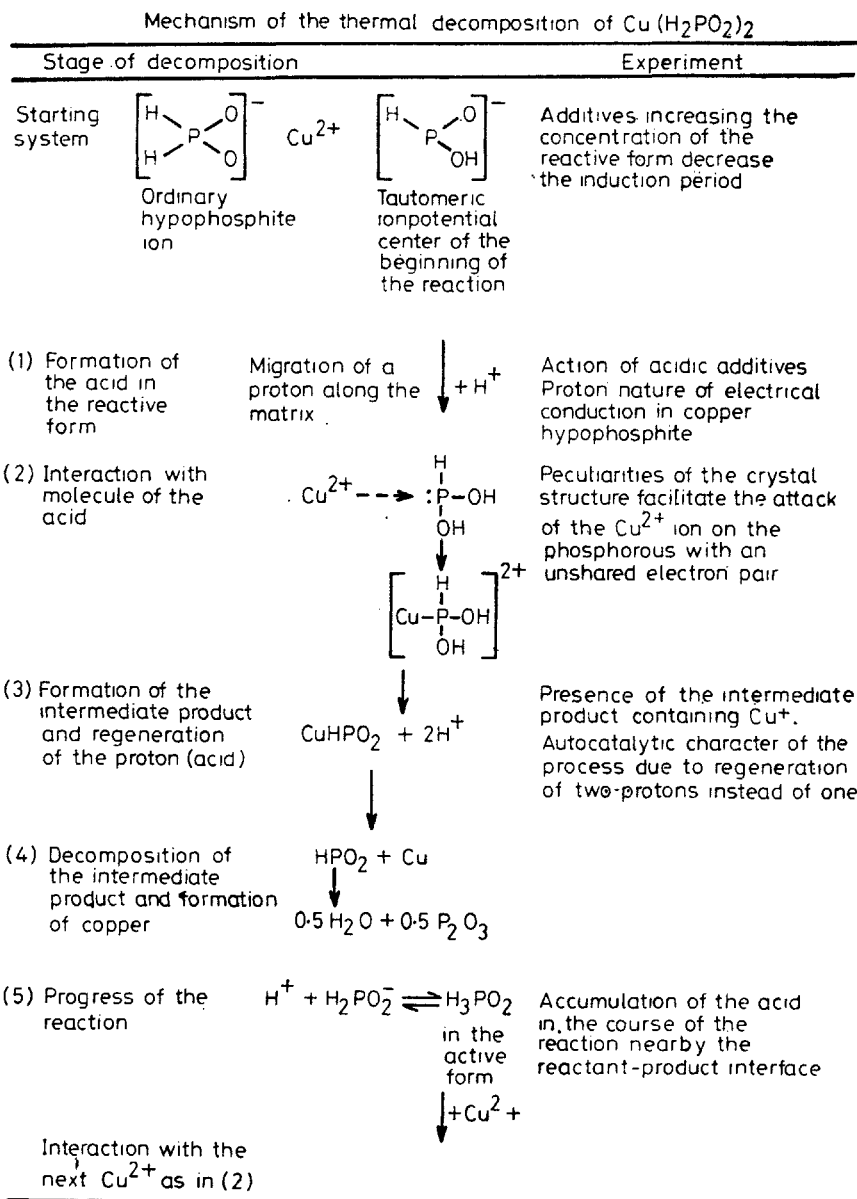 Mechanism of the thermal decomposition of Cu(H2PO2)2
Stage of decomposition Experiment
Starting system
[H H P O O]− Cu2+ [H P O OH]−
Ordinary
hypophosphite
ion
Tautomeric
ionpotential
center of the
beginning of
the reaction
Additives increasing the
concentration of the
reactive form decrease
the induction period
(1) Formation of
the acid in
the reactive
form
Migration of a
proton along the
matrix
+ H+
Action of acidic additives
Proton nature of electrical
conduction in copper
hypophosphite
(2) Interaction with
molecule of the
acid
H
Cu2+ ---> :P–OH
OH
H
[Cu–P–OH]2+
OH
Peculiarities of the crystal
structure facilitate the attack
of the Cu2+ ion on the
phosphorous with an
unshared electron pair
(3) Formation of the
intermediate product
and regeneration
of the proton (acid)
CuHPO2 + 2H+
Presence of the intermediate
product containing Cu+.
Autocatalytic character of the
process due to regeneration
of two-protons instead of one
(4) Decomposition of
the intermediate
product and formation
of copper
HPO2 + Cu
0·5 H2O + 0·5 P2O3
(5) Progress of the
reaction
H+ + H2PO2− ⇌ H3PO2
in the
active
form
+Cu2+
Accumulation of the acid
in the course of the
reaction nearby the
reactant-product interface
Interaction with the
next Cu2+ as in (2)